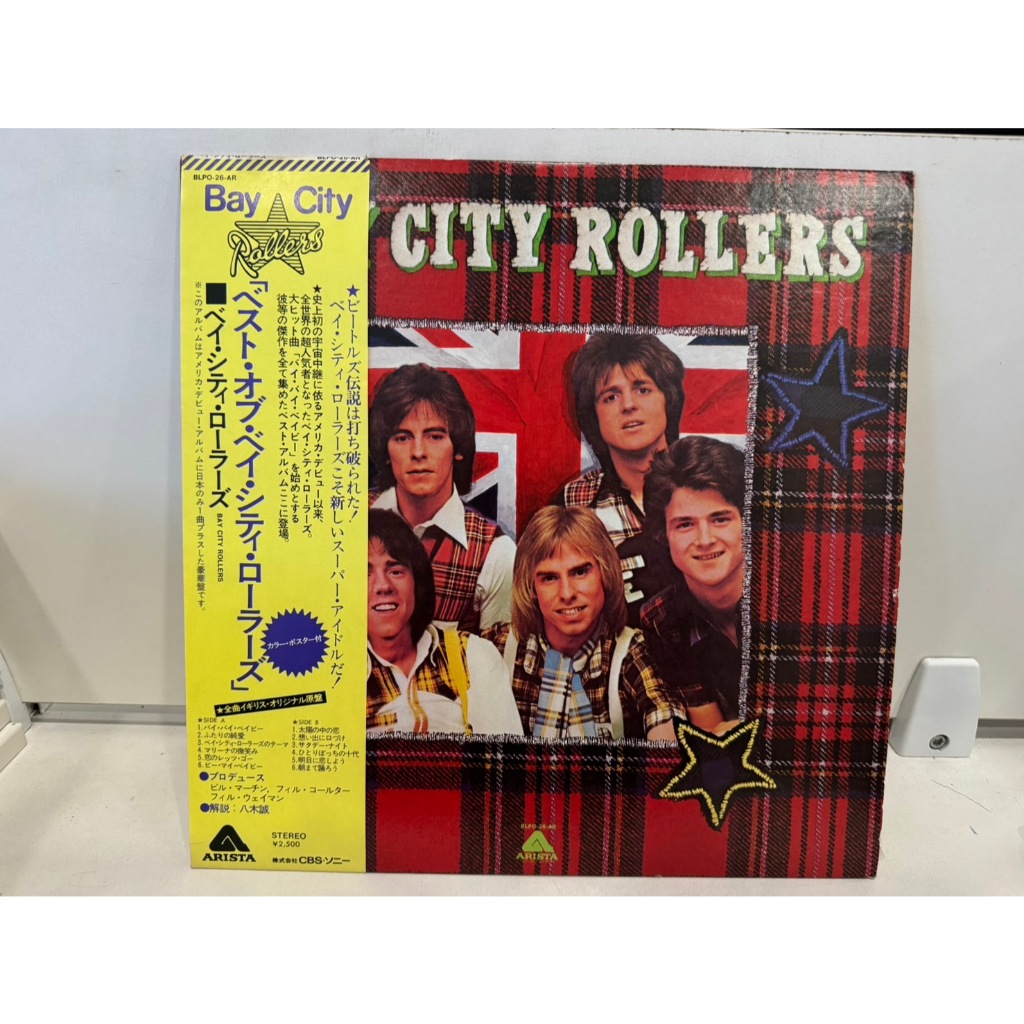 BLPO-26-AR
BLPO-26-AR
Bay City
Rollers
CITY ROLLERS
★ビートルズ伝説は打ち破られた!
ベイ・シティ・ローラーズこそ新しいスーパー・アイドルだ!
★史上初の宇宙中継に依るアメリカ・デビュー以来、
全世界の超人気者となったベイ・シティ・ローラーズ。
大ヒット曲「バイ・バイ・ベイビー」を始めとする
彼等の傑作を全て集めたベスト・アルバムここに登場。
「ベスト・オブ・ベイ・シティ・ローラーズ」
■ベイ・シティ・ローラーズ BAY CITY ROLLERS
※このアルバムはアメリカ・デビュー・アルバムに日本のみ1曲プラスした豪華盤です。
カラー・ポスター付
★全曲イギリス・オリジナル原盤
★SIDE A
1.バイ・バイ・ベイビー
2.ふたりの純愛
3.ベイ・シティ・ローラーズのテーマ
4.マリーナの微笑み
5.恋のレッツ・ゴー
6.ビー・マイ・ベイビー
★SIDE B
1.太陽の中の恋
2.想い出に口づけ
3.サタデー・ナイト
4.ひとりぼっちの十代
5.明日に恋しよう
6.朝まで踊ろう
●プロデュース
ビル・マーチン, フィル・コールター
フィル・ウェイマン
●解説:八木誠
ARISTA
STEREO
¥2,500
株式会社CBS・ソニー
E
BLPO-26-AR
ARISTA